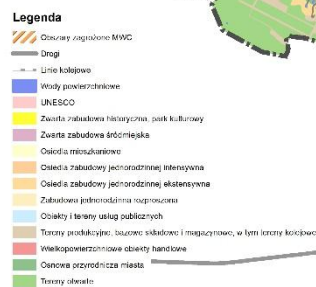 Legenda
Obszary zagrożone MWC
Drogi
Linie kolejowe
Wody powierzchniowe
UNESCO
Zwarta zabudowa historyczna, park kulturowy
Zwarta zabudowa śródmiejska
Osiedla mieszkaniowe
Osiedla zabudowy jednorodzinnej intensywna
Osiedla zabudowy jednorodzinnej ekstensywna
Zabudowa jednorodzinna rozproszona
Obiekty i tereny usług publicznych
Tereny produkcyjne, bazowe składowe i magazynowe, w tym tereny kolejowe
Wielkopowierzchniowe obiekty handlowe
Osnowa przyrodnicza miasta
Tereny otwarte